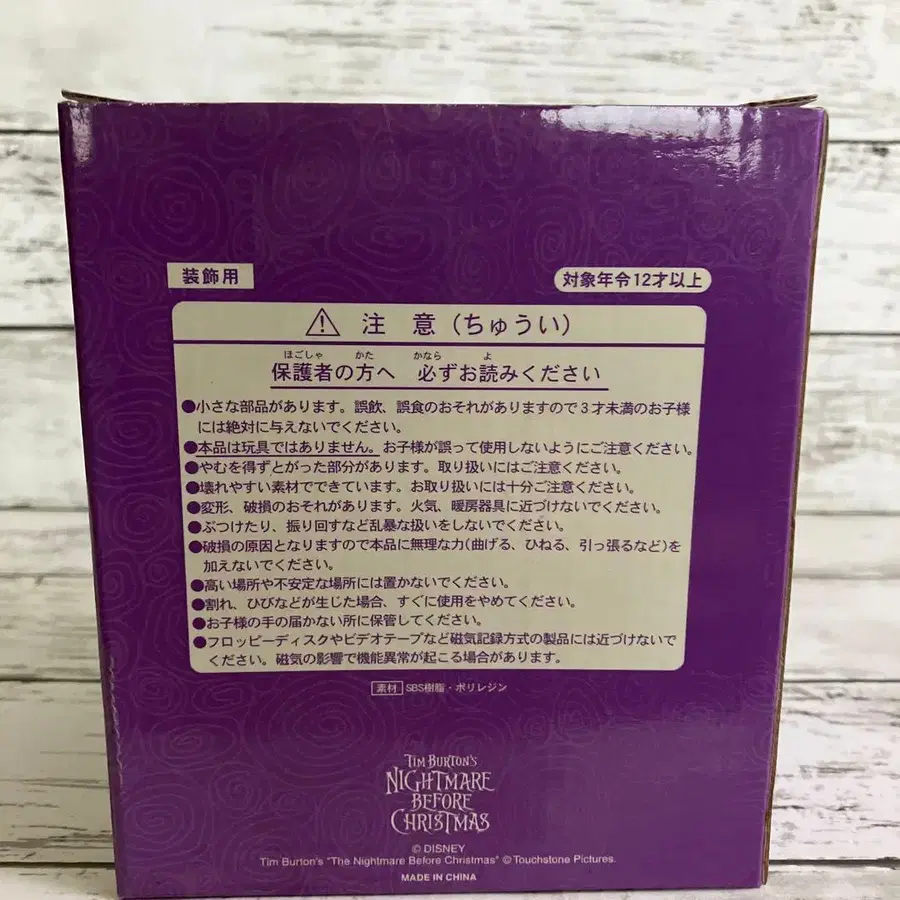 装飾用
対象年令12才以上
⚠ 注 意(ちゅうい)
ほごしゃ かた かなら よ
保護者の方へ 必ずお読みください
●小さな部品があります。誤飲、誤食のおそれがありますので3才未満のお子様
には絶対に与えないでください。
●本品は玩具ではありません。お子様が誤って使用しないようにご注意ください。
●やむを得ずとがった部分があります。取り扱いにはご注意ください。
●壊れやすい素材でできています。お取り扱いには十分ご注意ください。
●変形、破損のおそれがあります。火気、暖房器具に近づけないでください。
●ぶつけたり、振り回すなど乱暴な扱いをしないでください。
●破損の原因となりますので本品に無理な力(曲げる、ひねる、引っ張るなど)を
加えないでください。
●高い場所や不安定な場所には置かないでください。
●割れ、ひびなどが生じた場合、すぐに使用をやめてください。
●お子様の手の届かない所に保管してください。
●フロッピーディスクやビデオテープなど磁気記録方式の製品には近づけないで
ください。磁気の影響で機能異常が起こる場合があります。
素材 SBS樹脂・ポリレジン
TIM BURTON'S
NIGHTMARE
BEFORE
CHRISTMAS
© DISNEY
Tim Burton's "The Nightmare Before Christmas" © Touchstone Pictures.
MADE IN CHINA